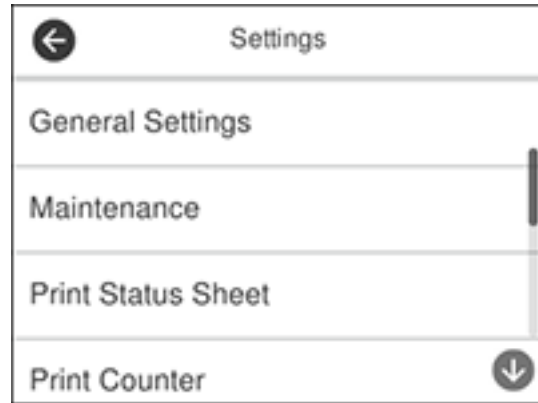 Settings
General Settings
Maintenance
Print Status Sheet
Print Counter